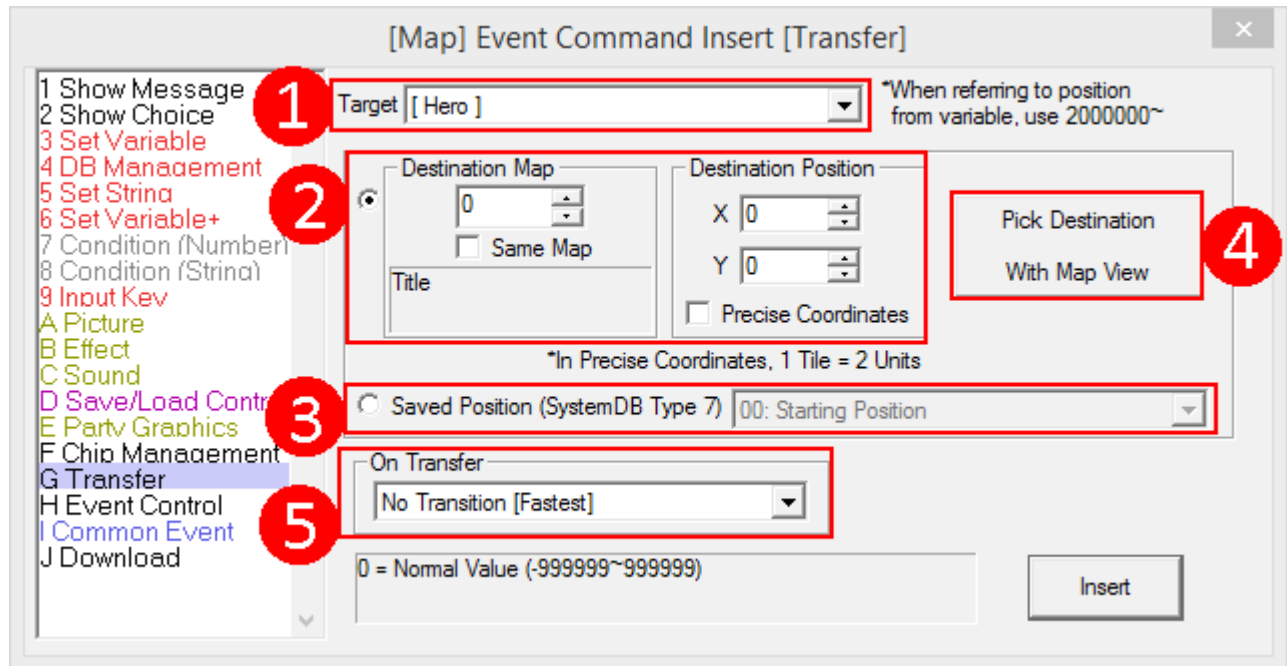 [Map] Event Command Insert [Transfer]
1 Show Message
2 Show Choice
3 Set Variable
4 DB Management
5 Set String
6 Set Variable+
7 Condition (Number)
8 Condition (String)
9 Input Key
A Picture
B Effect
C Sound
D Save/Load Contr
E Party Graphics
F Chip Management
G Transfer
H Event Control
I Common Event
J Download
1
Target [ Hero ]
*When referring to position
from variable, use 2000000~
2
Destination Map
0
Same Map
Title
Destination Position
X 0
Y 0
Precise Coordinates
Pick Destination
With Map View
4
*In Precise Coordinates, 1 Tile = 2 Units
3
Saved Position (SystemDB Type 7) 00: Starting Position
5
On Transfer
No Transition [Fastest]
0 = Normal Value (-999999~999999)
Insert